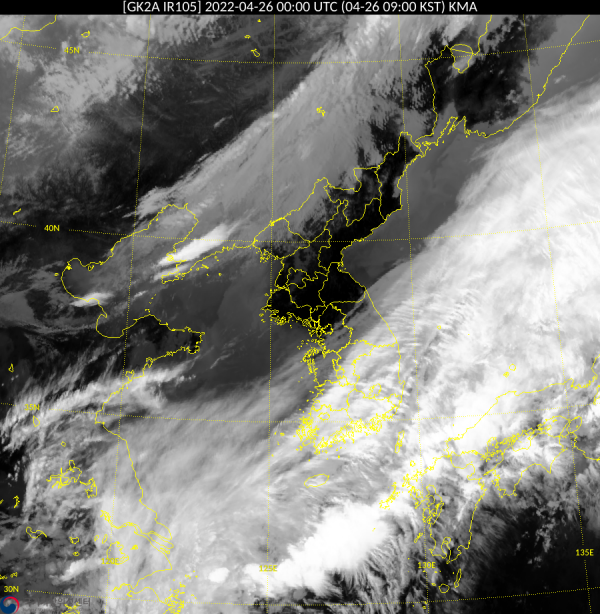 [GK2A IR105] 2022-04-26 00:00 UTC (04-26 09:00 KST) KMA
45N
40N
35N
135E
125E
130E
30N